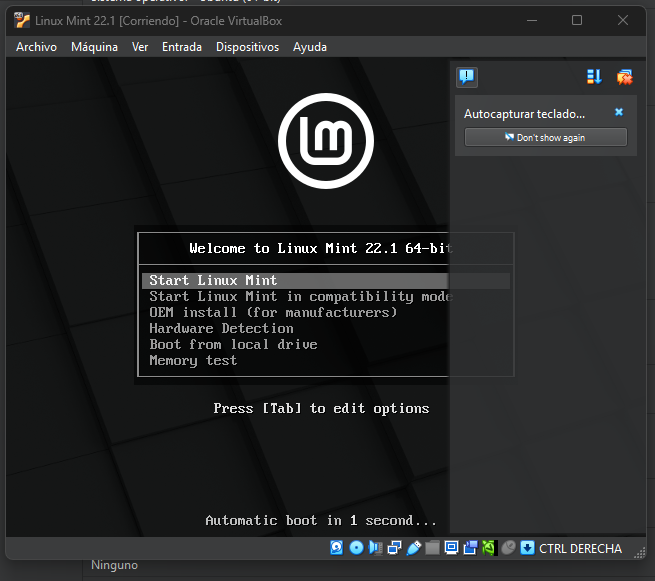 Linux Mint 22.1 [Corriendo] - Oracle VirtualBox
Archivo Máquina Ver Entrada Dispositivos Ayuda
Autocapturar teclado...
Don't show again
lm
Welcome to Linux Mint 22.1 64-bit
Start Linux Mint
Start Linux Mint in compatibility mode
OEM install (for manufacturers)
Hardware Detection
Boot from local drive
Memory test
Press [Tab] to edit options
Automatic boot in 1 second...
CTRL DERECHA
Ninguno